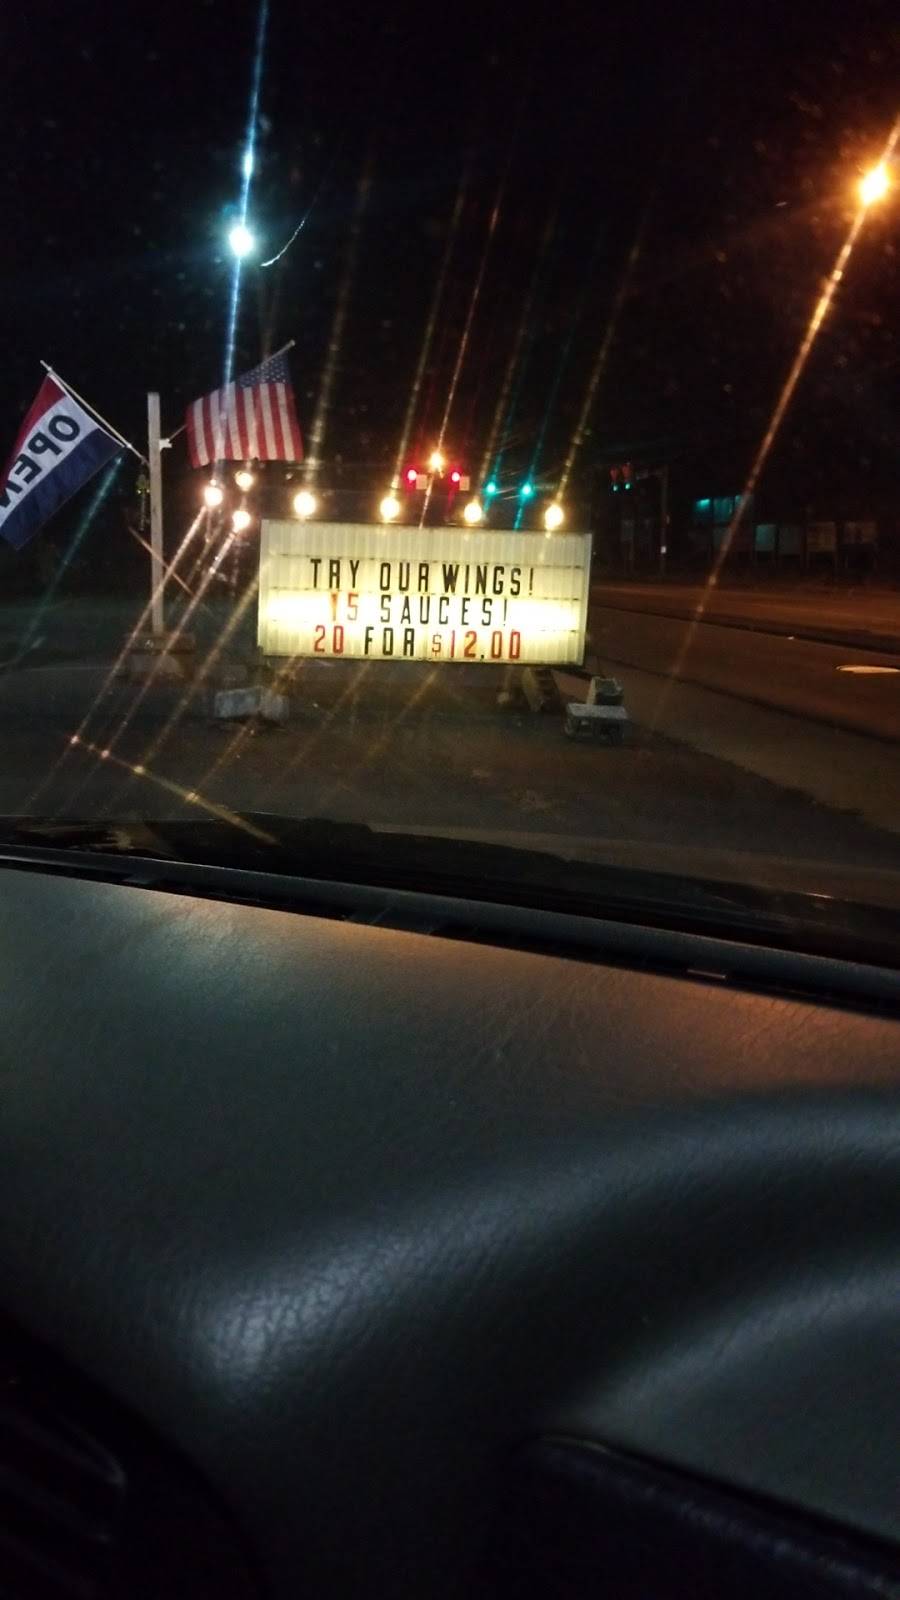 OPEN
TRY OUR WINGS!
15 SAUCES!
20 FOR $12.00